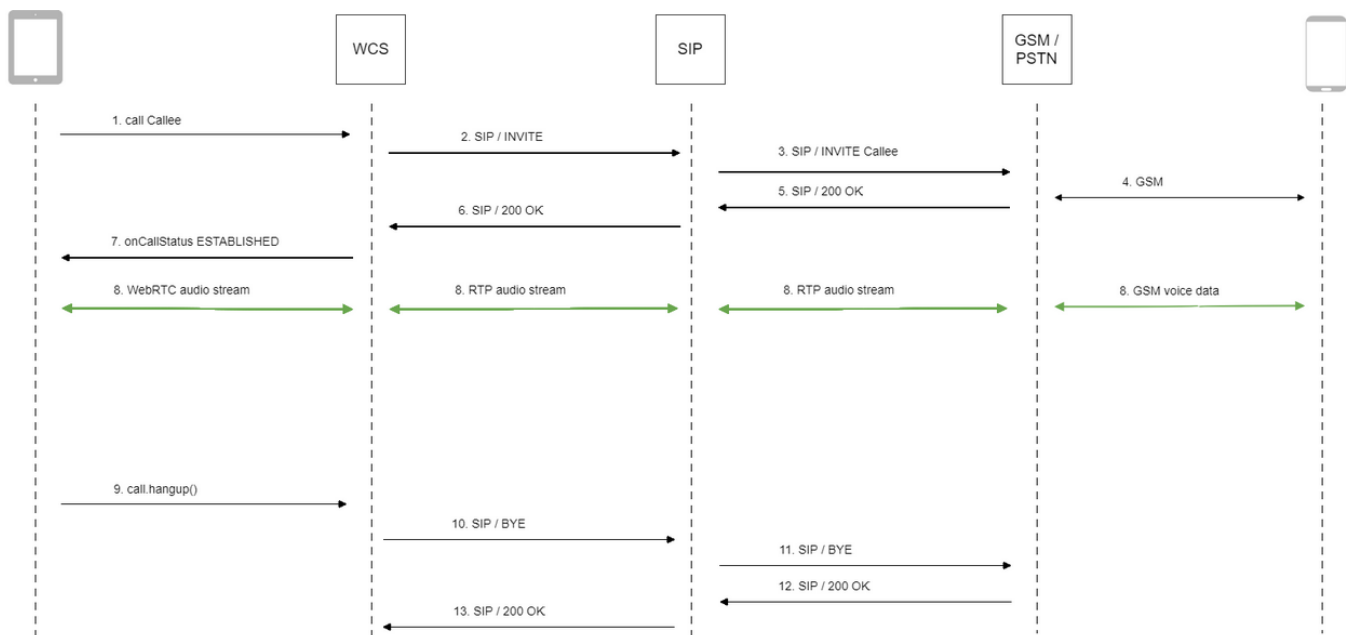 WCS
SIP
GSM /
PSTN
1. call Callee
2. SIP / INVITE
3. SIP / INVITE Callee
4. GSM
5. SIP / 200 OK
6. SIP / 200 OK
7. onCallStatus ESTABLISHED
8. WebRTC audio stream
8. RTP audio stream
8. RTP audio stream
8. GSM voice data
9. call.hangup()
10. SIP / BYE
11. SIP / BYE
12. SIP / 200 OK
13. SIP / 200 OK